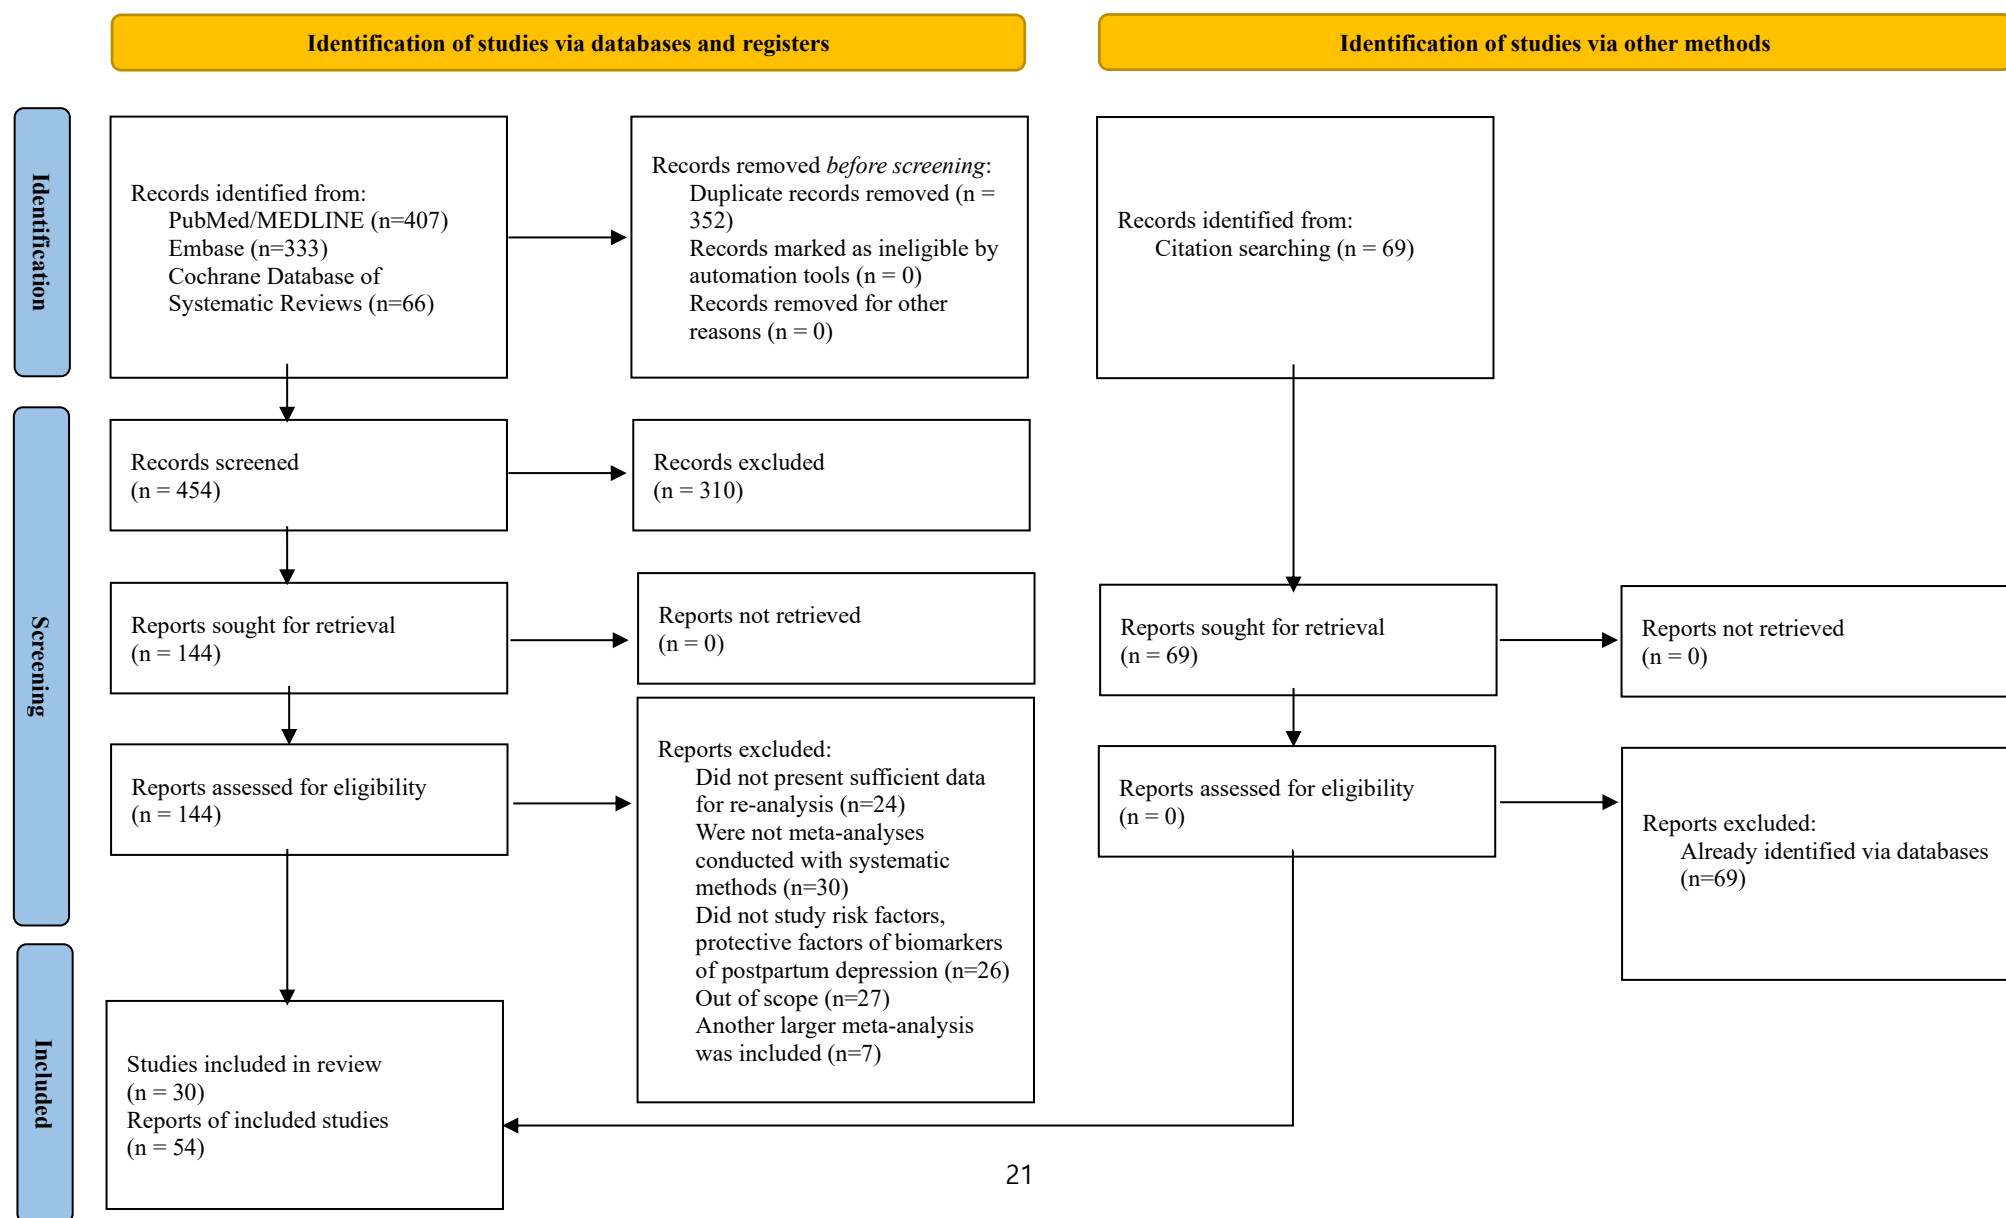 Identification of studies via databases and registers
Identification of studies via other methods
Identification
Records identified from:
PubMed/MEDLINE (n=407)
Embase (n=333)
Cochrane Database of
Systematic Reviews (n=66)
Records removed before screening:
Duplicate records removed (n =
352)
Records marked as ineligible by
automation tools (n = 0)
Records removed for other
reasons (n = 0)
Records identified from:
Citation searching (n = 69)
Screening
Records screened
(n = 454)
Records excluded
(n = 310)
Reports sought for retrieval
(n = 144)
Reports not retrieved
(n = 0)
Reports sought for retrieval
(n = 69)
Reports not retrieved
(n = 0)
Reports assessed for eligibility
(n = 144)
Reports excluded:
Did not present sufficient data
for re-analysis (n=24)
Were not meta-analyses
conducted with systematic
methods (n=30)
Did not study risk factors,
protective factors of biomarkers
of postpartum depression (n=26)
Out of scope (n=27)
Another larger meta-analysis
was included (n=7)
Reports assessed for eligibility
(n = 0)
Reports excluded:
Already identified via databases
(n=69)
Included
Studies included in review
(n = 30)
Reports of included studies
(n = 54)
21